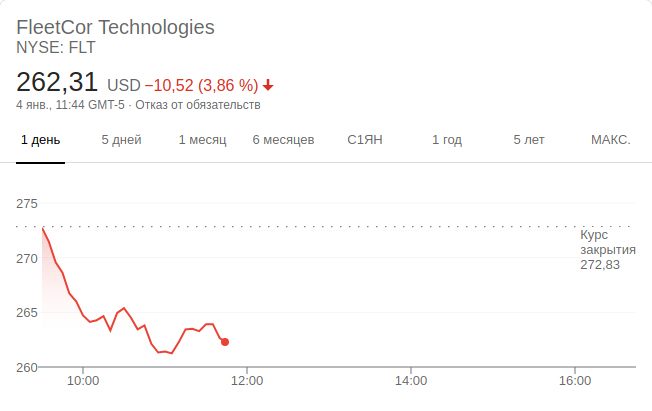 FleetCor Technologies
NYSE: FLT
262,31 USD −10,52 (3,86 %)
4 янв., 11:44 GMT-5 · Отказ от обязательств
1 день 5 дней 1 месяц 6 месяцев С1ЯН 1 год 5 лет МАКС.
275
Курс
закрытия
272,83
270
265
260
10:00 12:00 14:00 16:00